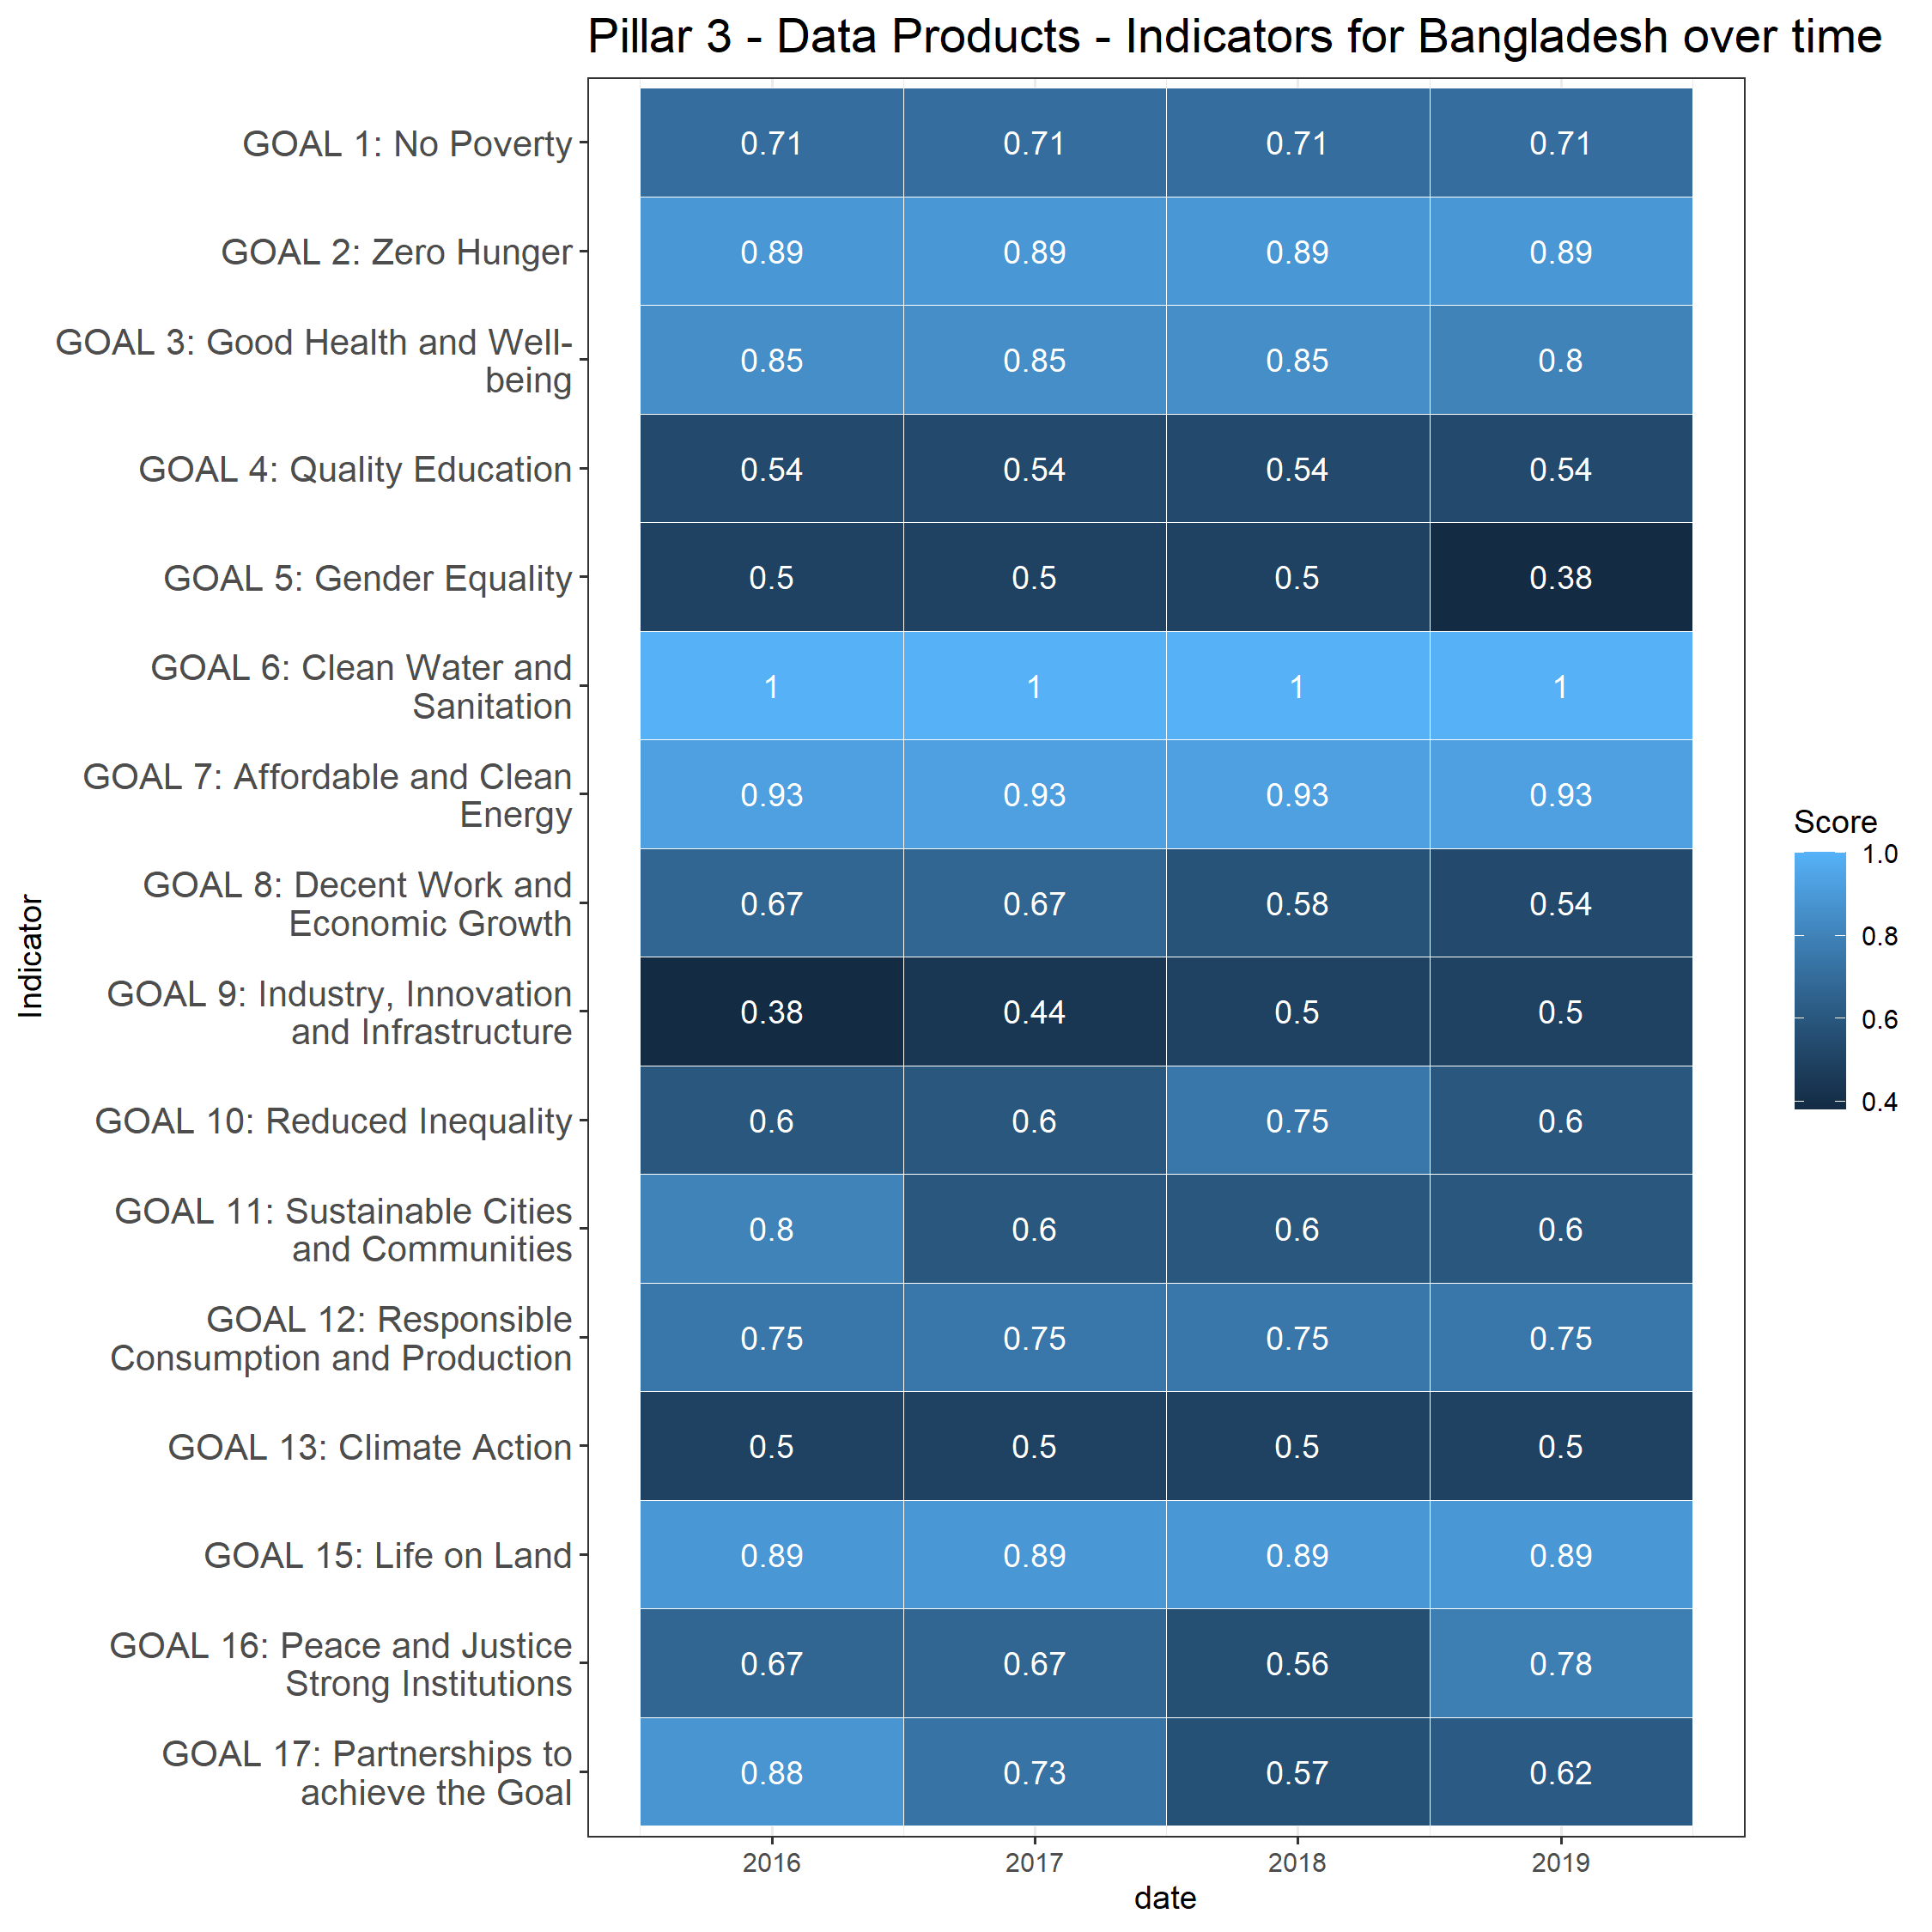 Pillar 3 - Data Products - Indicators for Bangladesh over time
GOAL 1: No Poverty
0.71 0.71 0.71 0.71
GOAL 2: Zero Hunger
0.89 0.89 0.89 0.89
GOAL 3: Good Health and Well-
being
0.85 0.85 0.85 0.8
GOAL 4: Quality Education
0.54 0.54 0.54 0.54
GOAL 5: Gender Equality
0.5 0.5 0.5 0.38
GOAL 6: Clean Water and
Sanitation
1 1 1 1
GOAL 7: Affordable and Clean
Energy
0.93 0.93 0.93 0.93
GOAL 8: Decent Work and
Economic Growth
0.67 0.67 0.58 0.54
GOAL 9: Industry, Innovation
and Infrastructure
0.38 0.44 0.5 0.5
GOAL 10: Reduced Inequality
0.6 0.6 0.75 0.6
GOAL 11: Sustainable Cities
and Communities
0.8 0.6 0.6 0.6
GOAL 12: Responsible
Consumption and Production
0.75 0.75 0.75 0.75
GOAL 13: Climate Action
0.5 0.5 0.5 0.5
GOAL 15: Life on Land
0.89 0.89 0.89 0.89
GOAL 16: Peace and Justice
Strong Institutions
0.67 0.67 0.56 0.78
GOAL 17: Partnerships to
achieve the Goal
0.88 0.73 0.57 0.62
2016 2017 2018 2019
date
Indicator
Score
1.0
0.8
0.6
0.4